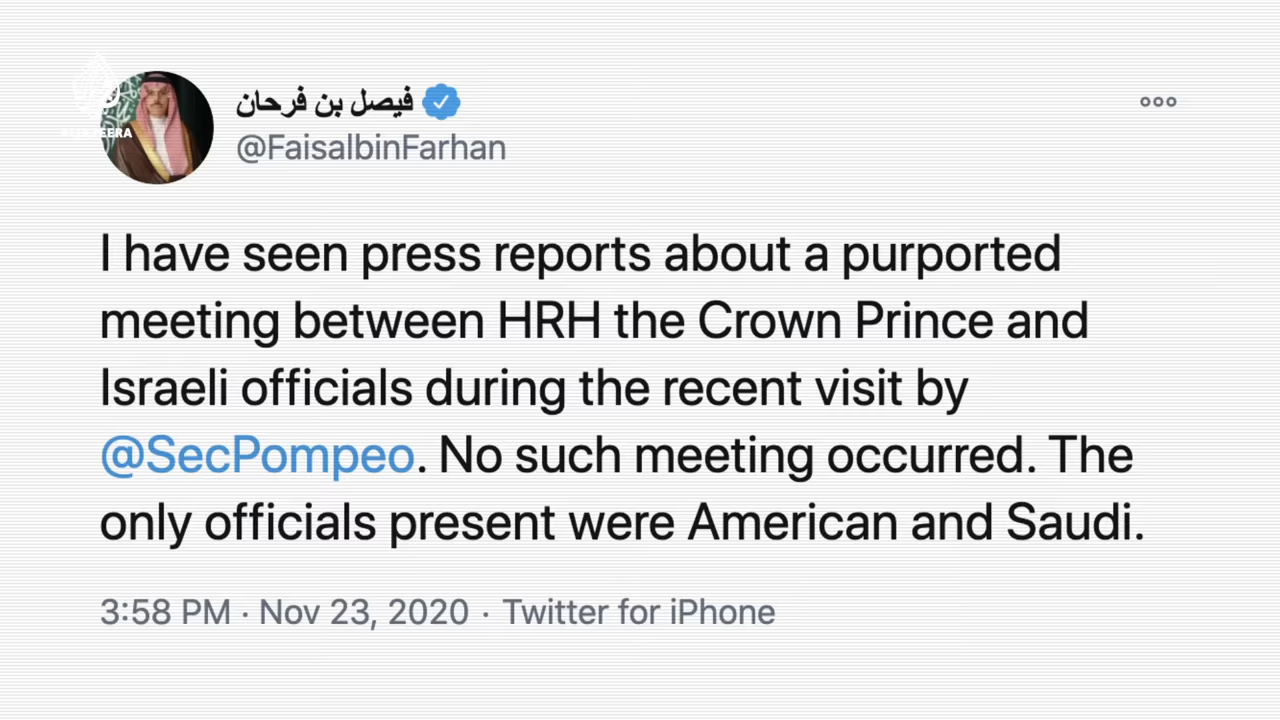 فيصل بن فرحان
@FaisalbinFarhan
I have seen press reports about a purported
meeting between HRH the Crown Prince and
Israeli officials during the recent visit by
@SecPompeo. No such meeting occurred. The
only officials present were American and Saudi.
3:58 PM · Nov 23, 2020 · Twitter for iPhone